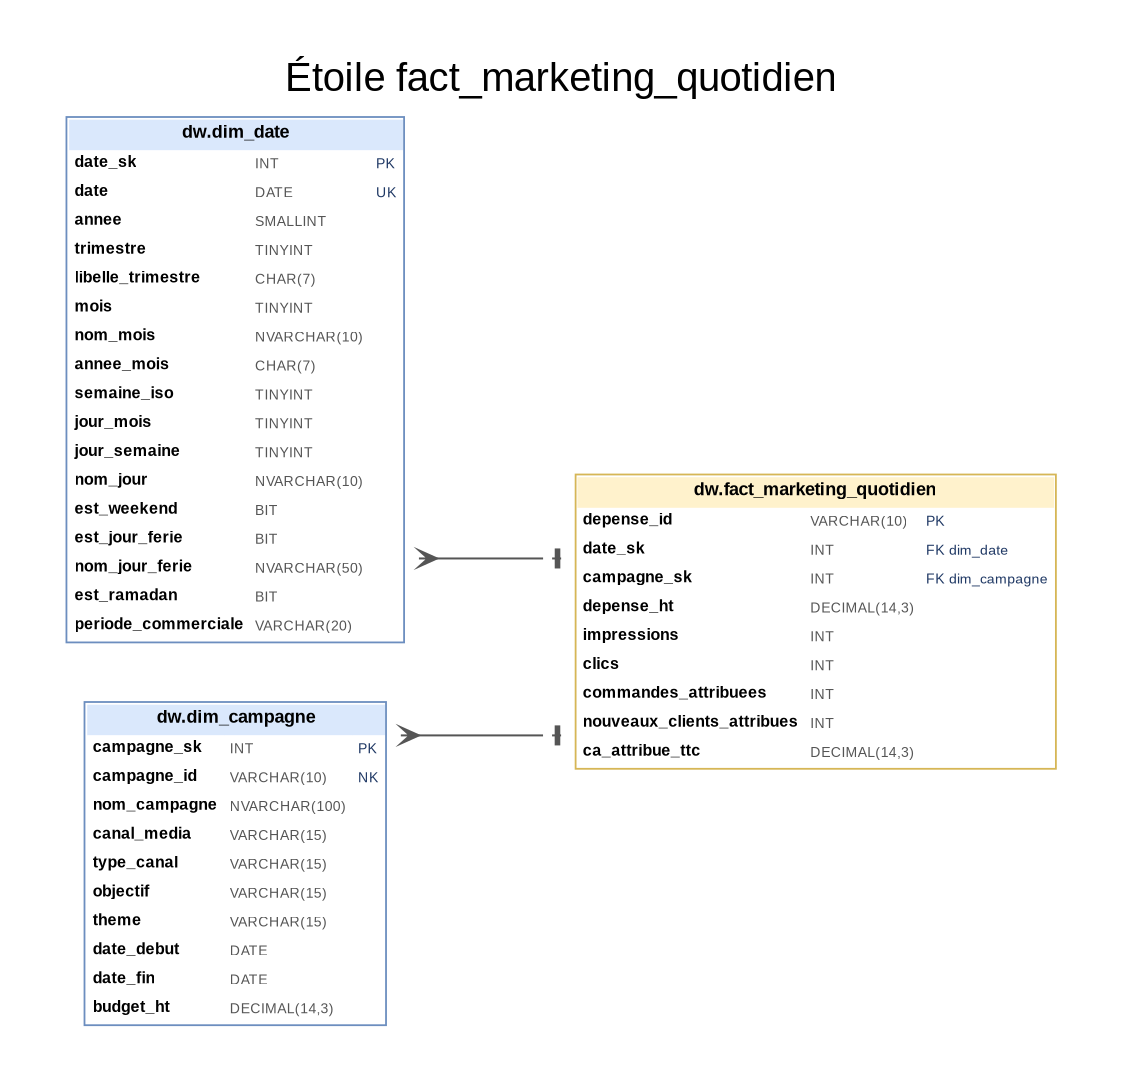 Étoile fact_marketing_quotidien
dw.dim_date
date_sk INT PK
date DATE UK
annee SMALLINT
trimestre TINYINT
libelle_trimestre CHAR(7)
mois TINYINT
nom_mois NVARCHAR(10)
annee_mois CHAR(7)
semaine_iso TINYINT
jour_mois TINYINT
jour_semaine TINYINT
nom_jour NVARCHAR(10)
est_weekend BIT
est_jour_ferie BIT
nom_jour_ferie NVARCHAR(50)
est_ramadan BIT
periode_commerciale VARCHAR(20)
dw.fact_marketing_quotidien
depense_id VARCHAR(10) PK
date_sk INT FK dim_date
campagne_sk INT FK dim_campagne
depense_ht DECIMAL(14,3)
impressions INT
clics INT
commandes_attribuees INT
nouveaux_clients_attribues INT
ca_attribue_ttc DECIMAL(14,3)
dw.dim_campagne
campagne_sk INT PK
campagne_id VARCHAR(10) NK
nom_campagne NVARCHAR(100)
canal_media VARCHAR(15)
type_canal VARCHAR(15)
objectif VARCHAR(15)
theme VARCHAR(15)
date_debut DATE
date_fin DATE
budget_ht DECIMAL(14,3)